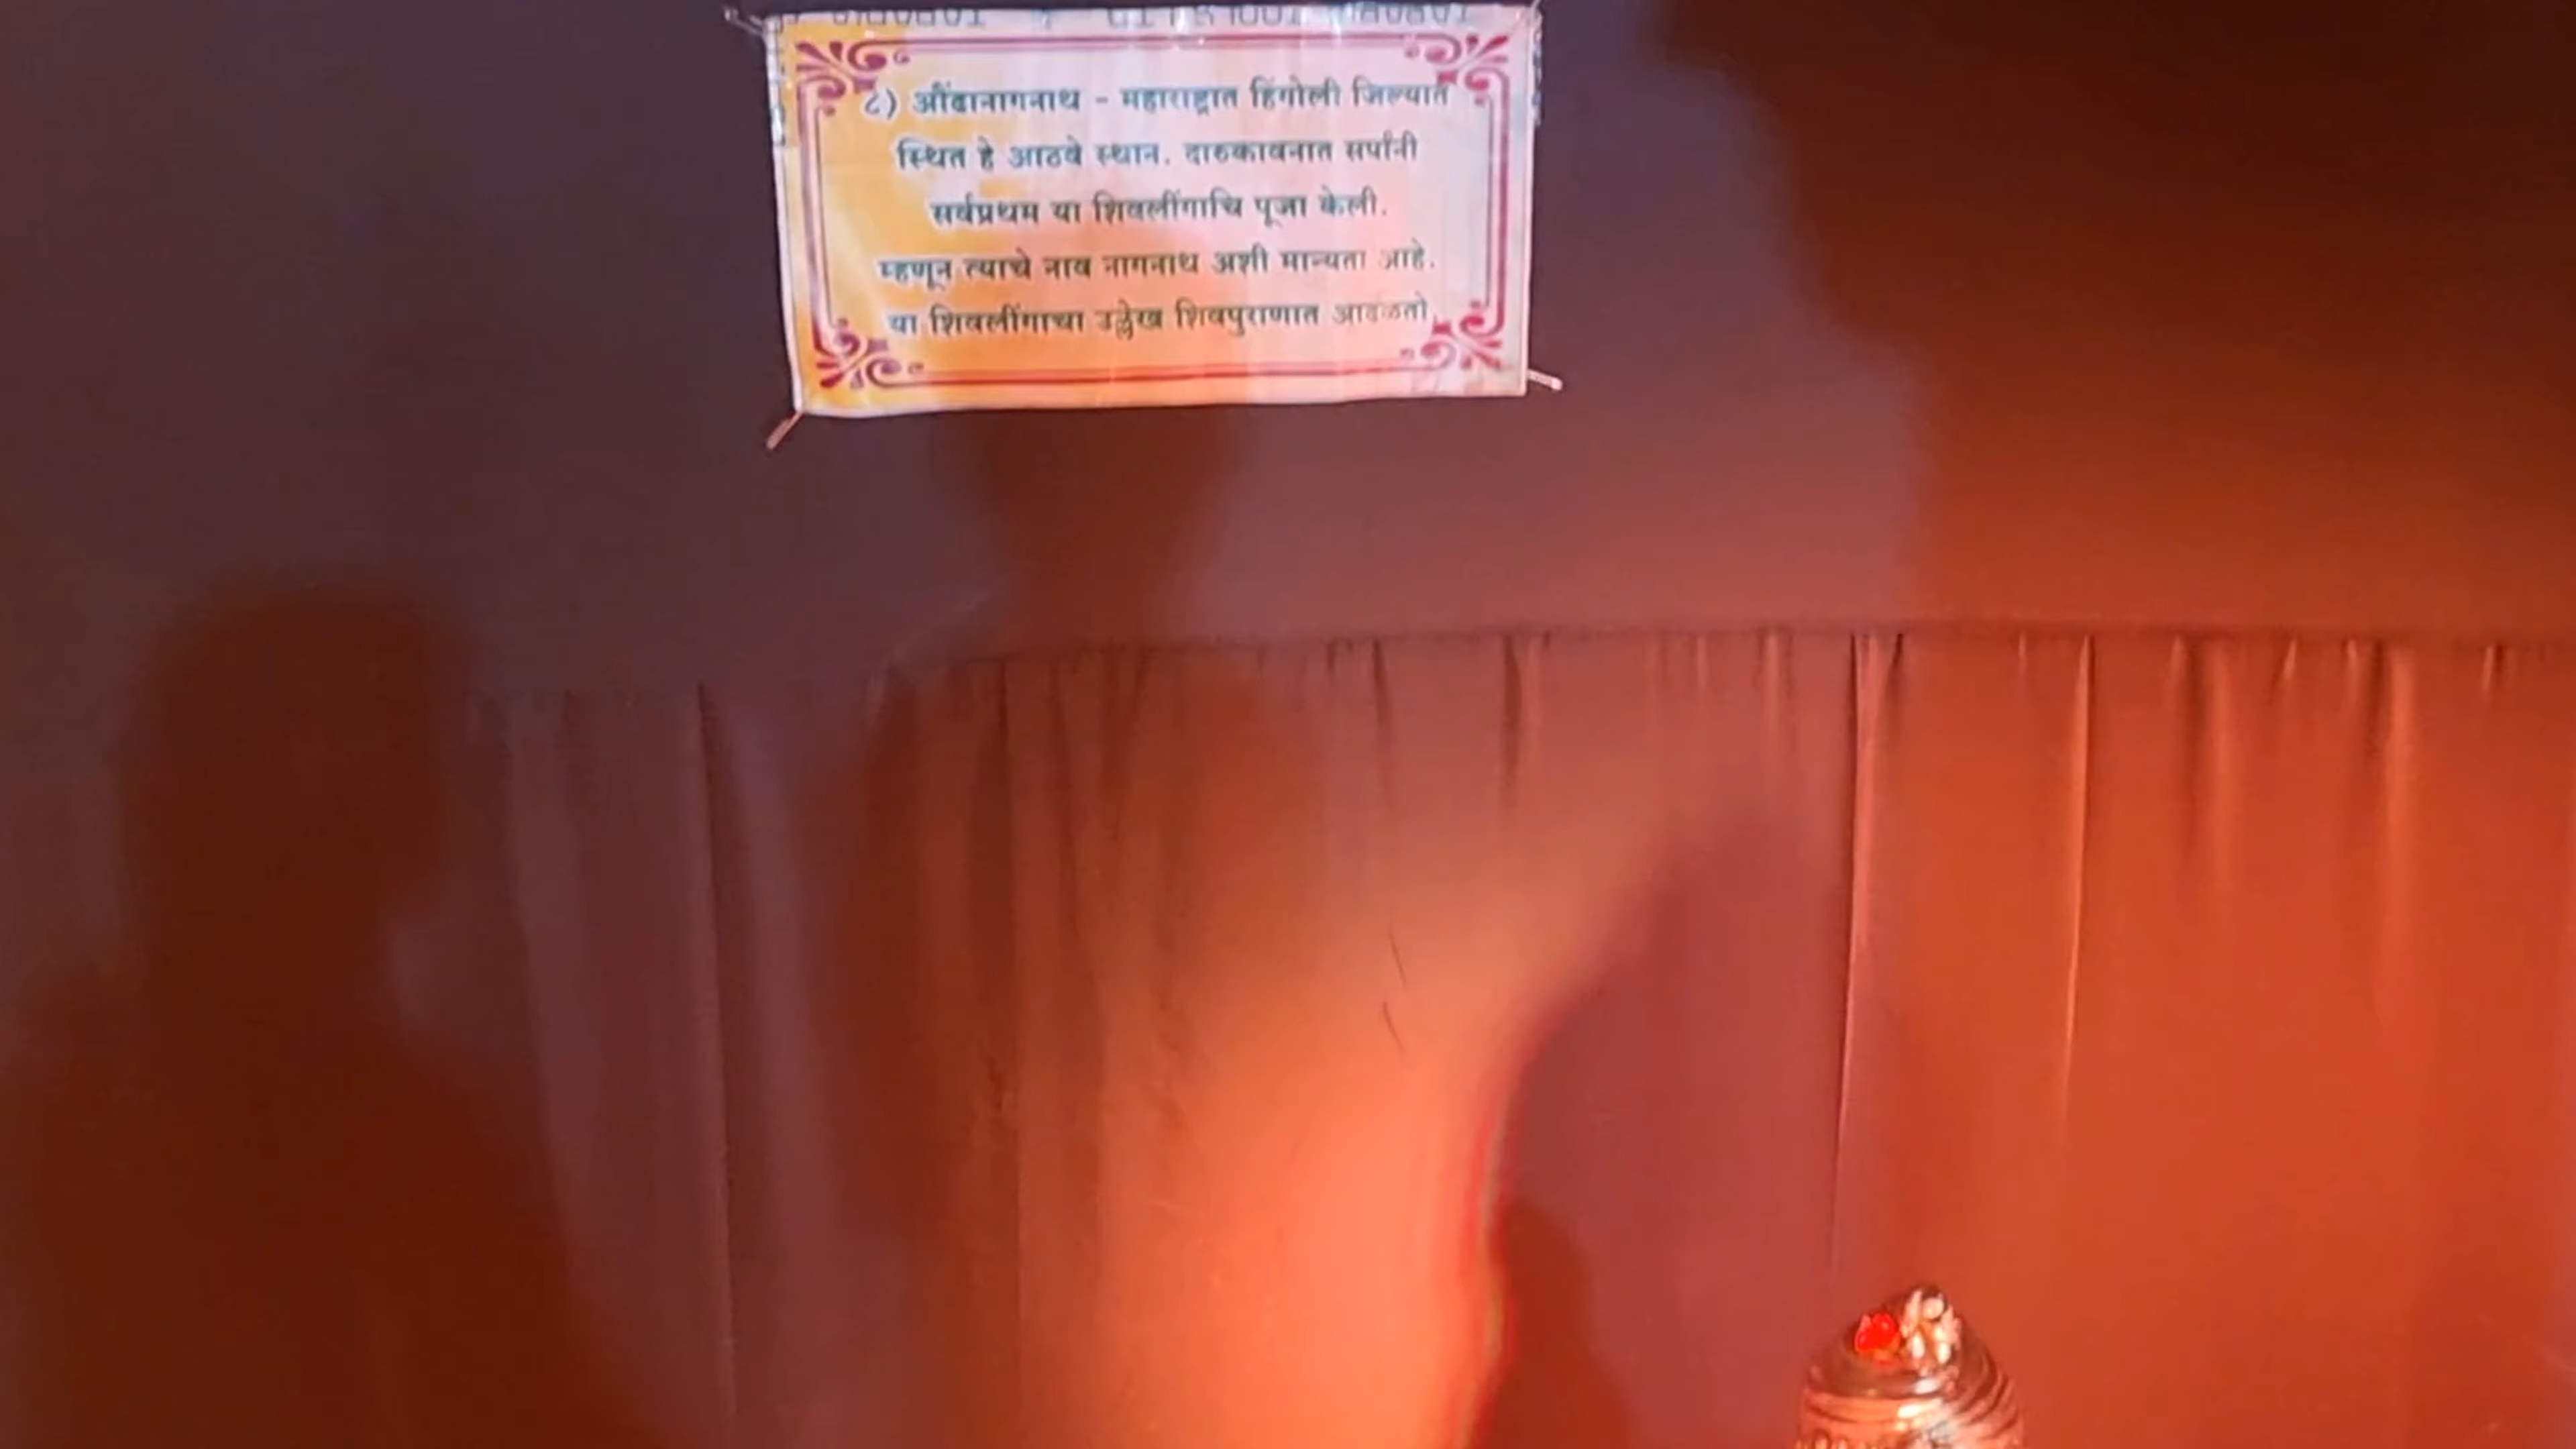 ८) औंढानागनाथ - महाराष्ट्रात हिंगोली जिल्यात
स्थित हे आठवे स्थान. दारुकावनात सर्पांनी
सर्वप्रथम या शिवलींगाचि पूजा केली.
म्हणून त्याचे नाव नागनाथ अशी मान्यता आहे.
या शिवलींगाचा उल्लेख शिवपुराणात आढळतो.